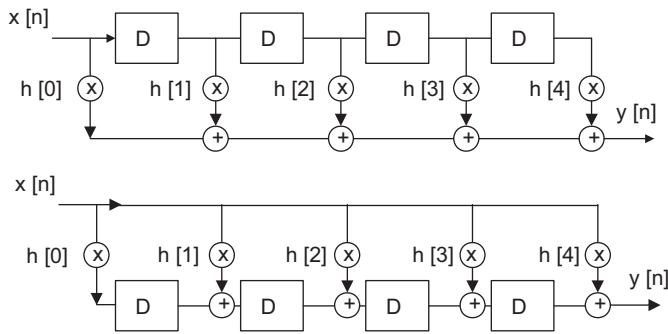 x [n]
D D D D
h [0] x h [1] x h [2] x h [3] x h [4] x
y [n]
+ + + +
x [n]
h [0] x h [1] x h [2] x h [3] x h [4] x
y [n]
D + D + D + D +